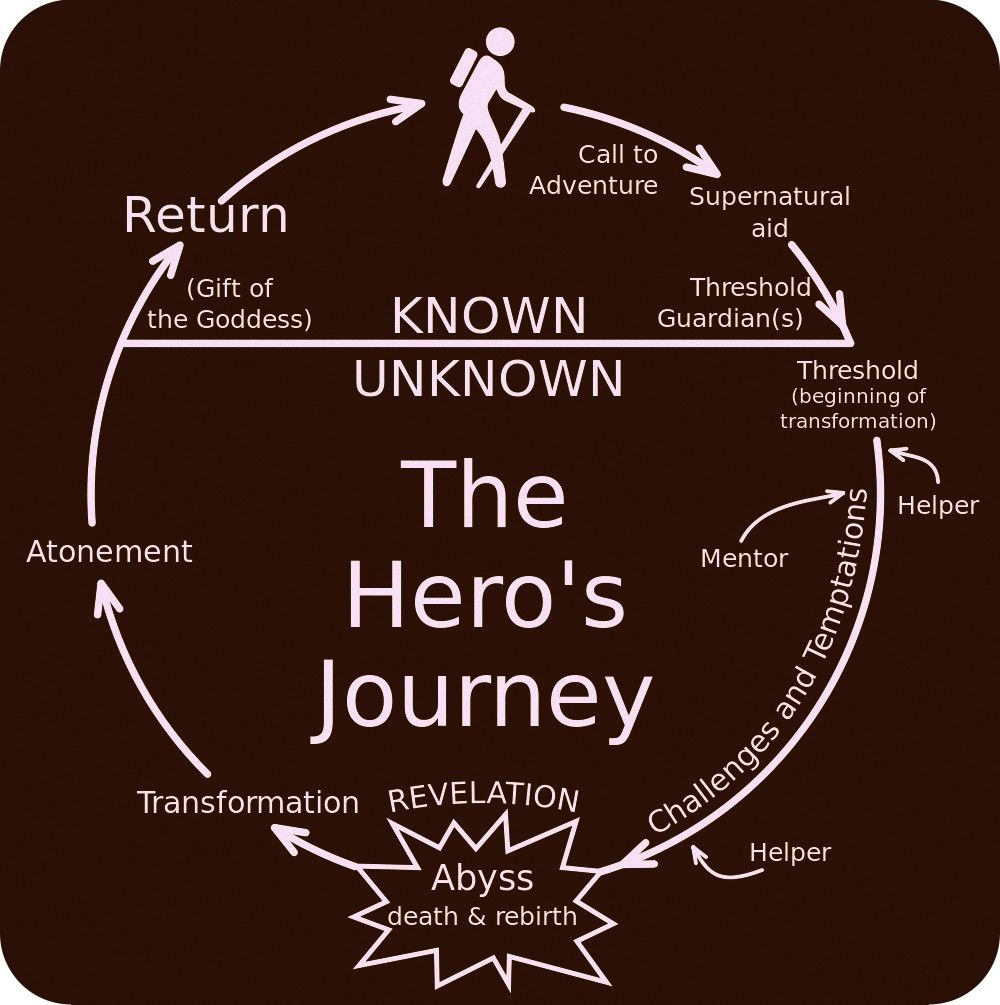 Call to
Adventure
Supernatural
aid
Return
(Gift of
the Goddess)
KNOWN
Threshold
Guardian(s)
UNKNOWN
Threshold
(beginning of
transformation)
Helper
Mentor
The
Hero's
Journey
Challenges and Temptations
Atonement
Transformation
REVELATION
Helper
Abyss
death & rebirth